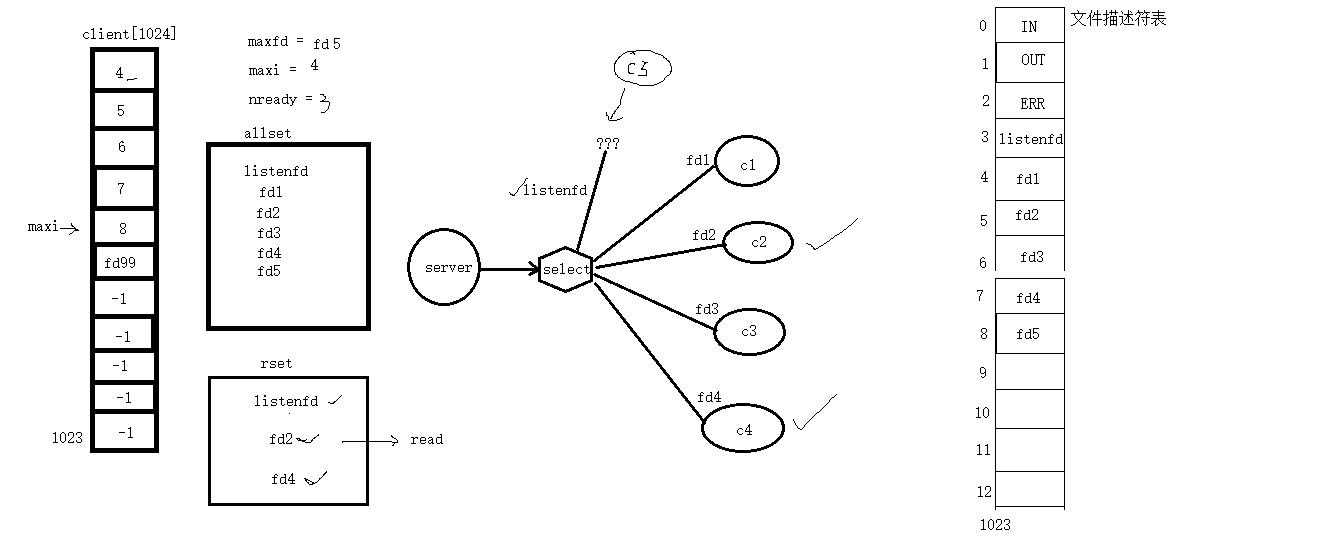 client[1024]
4
5
6
7
8
fd99
-1
-1
-1
-1
-1
1023
maxi
maxfd = fd5
maxi = 4
nready = 3
allset
listenfd
fd1
fd2
fd3
fd4
fd5
rset
listenfd
fd2
fd4
read
server
select
c5
???
listenfd
fd1
c1
fd2
c2
fd3
c3
fd4
c4
文件描述符表
0 IN
1 OUT
2 ERR
3 listenfd
4 fd1
5 fd2
6 fd3
7 fd4
8 fd5
9
10
11
12
1023